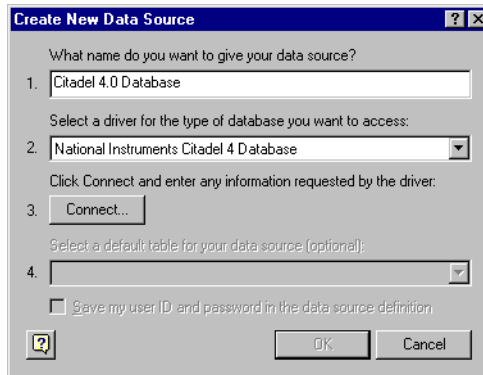 Create New Data Source
What name do you want to give your data source?
1. Citadel 4.0 Database
Select a driver for the type of database you want to access:
2. National Instruments Citadel 4 Database
Click Connect and enter any information requested by the driver:
3. Connect...
Select a default table for your data source (optional):
4.
Save my user ID and password in the data source definition
OK Cancel